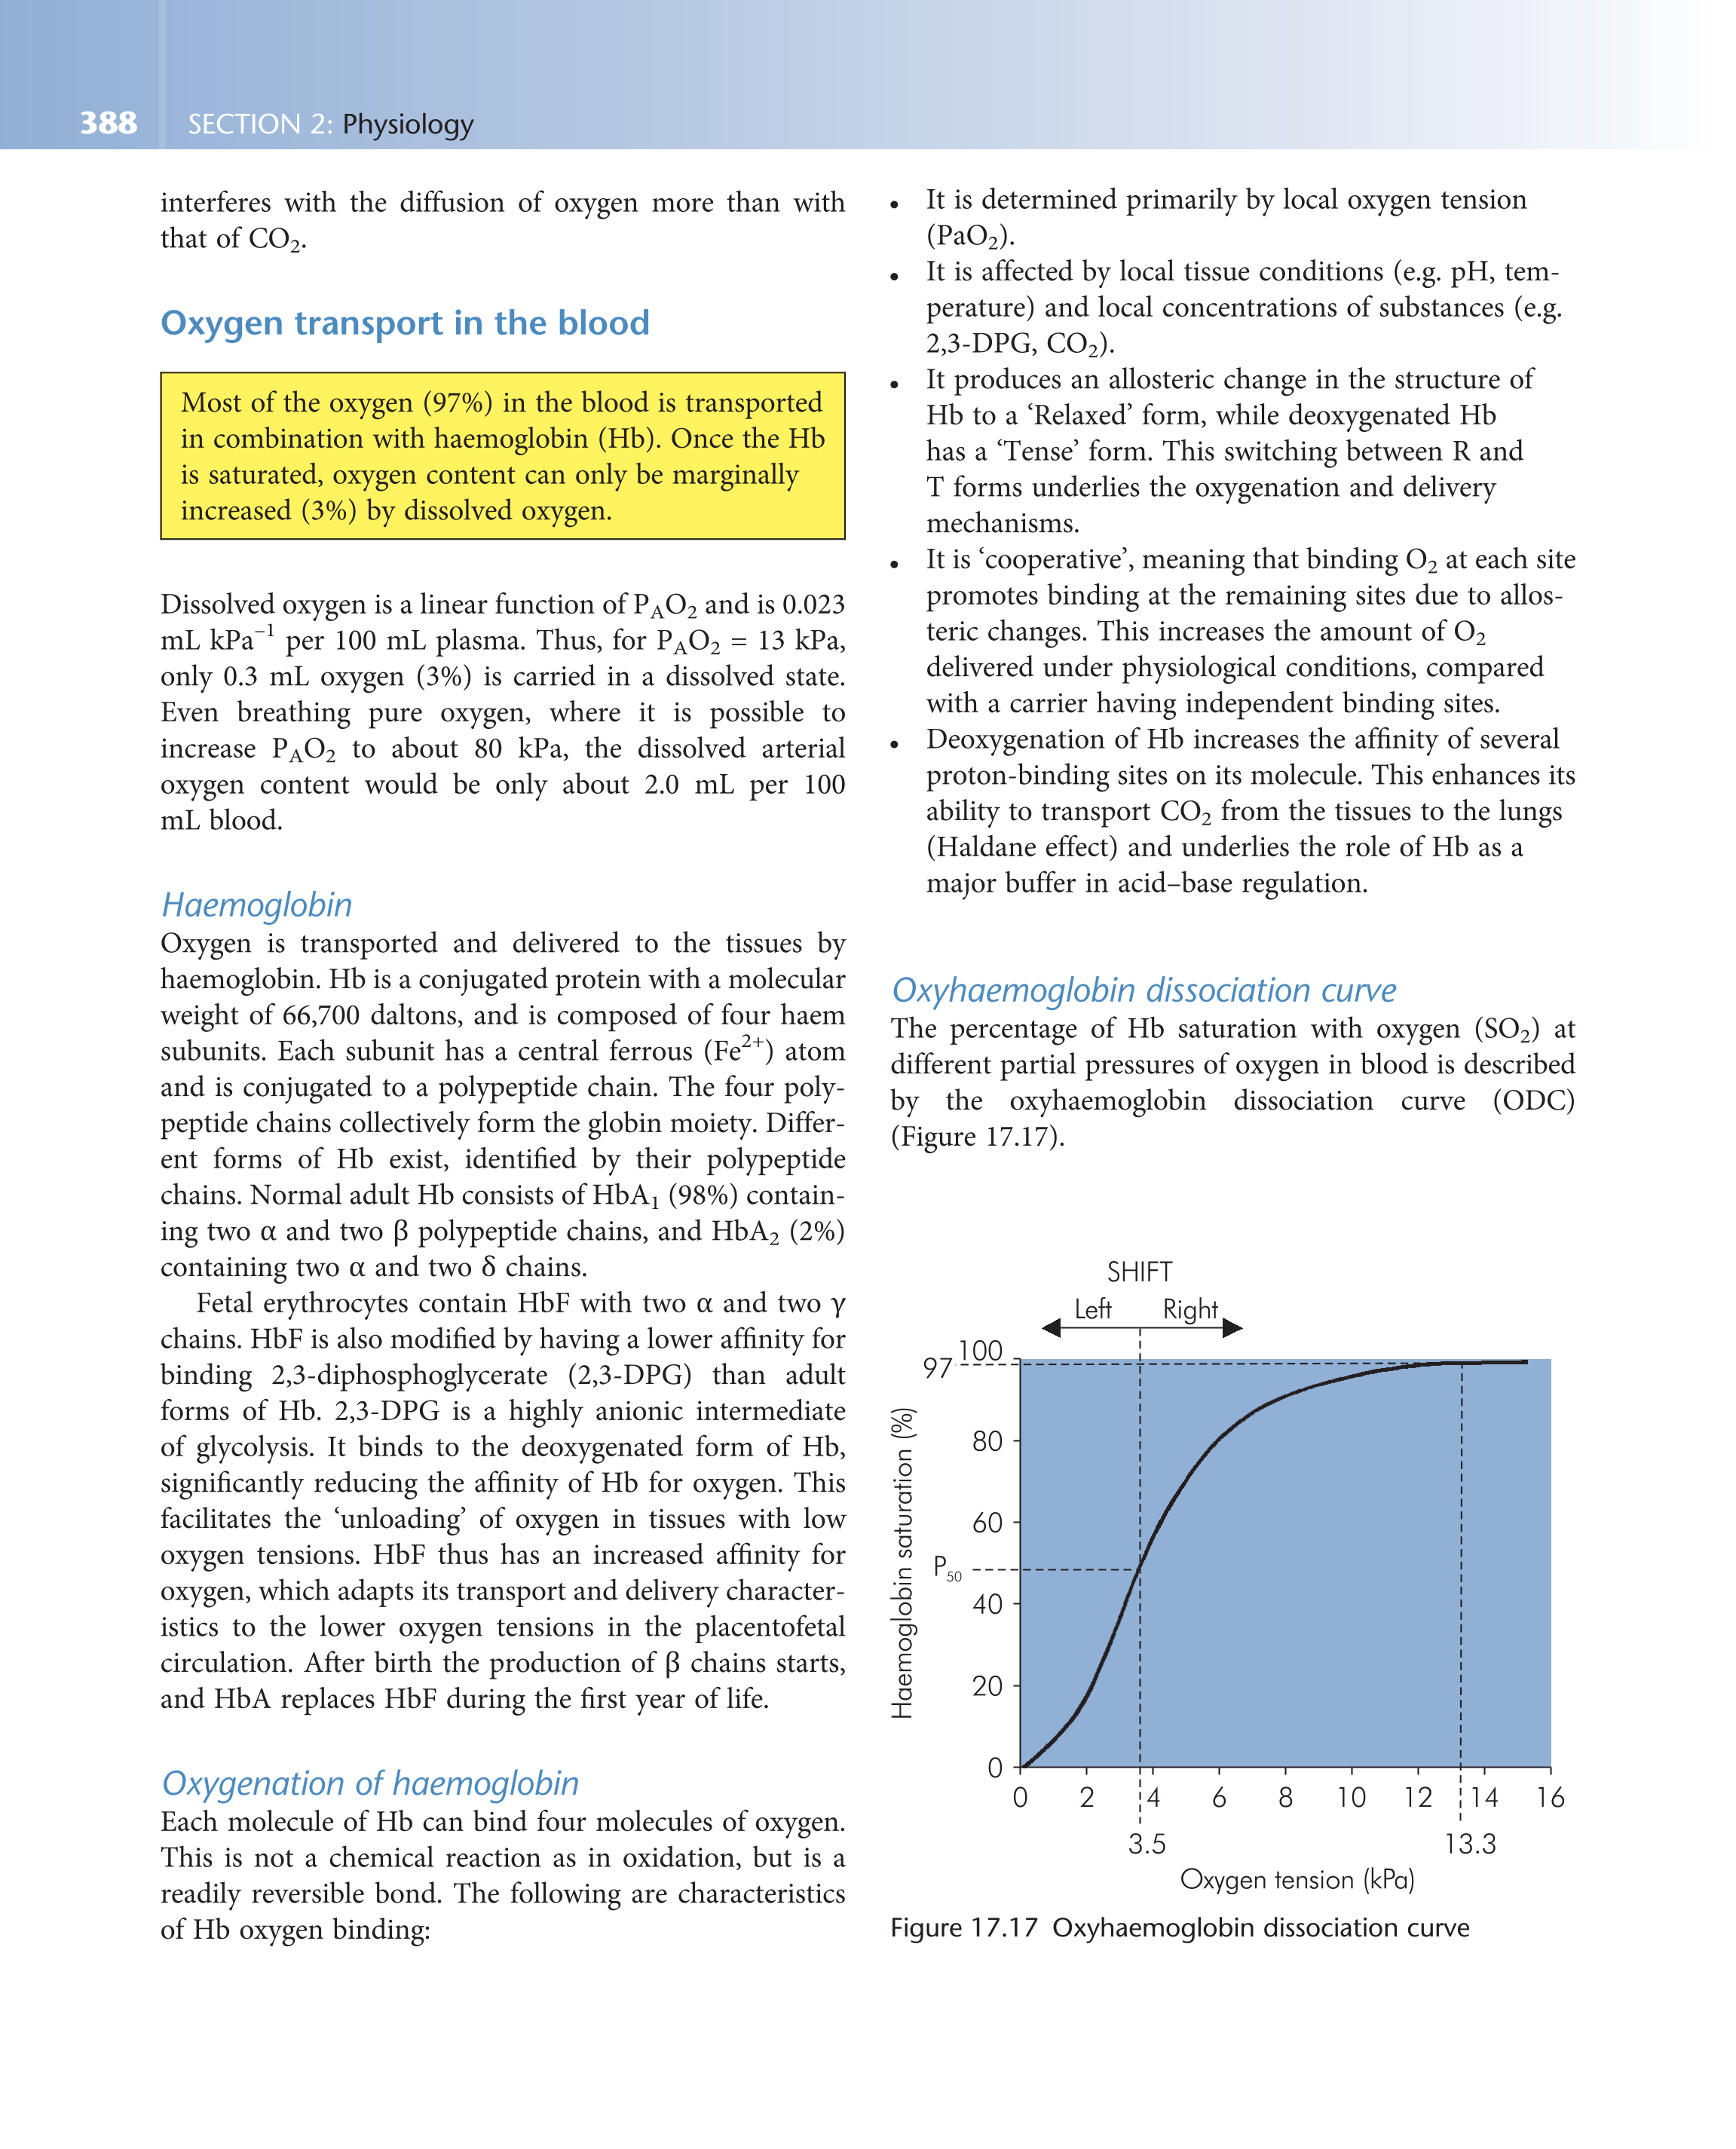 388 SECTION 2: Physiology
interferes with the diffusion of oxygen more than with
that of CO₂.
Oxygen transport in the blood
Most of the oxygen (97%) in the blood is transported
in combination with haemoglobin (Hb). Once the Hb
is saturated, oxygen content can only be marginally
increased (3%) by dissolved oxygen.
Dissolved oxygen is a linear function of PAO₂ and is 0.023
mL kPa⁻¹ per 100 mL plasma. Thus, for PAO₂ = 13 kPa,
only 0.3 mL oxygen (3%) is carried in a dissolved state.
Even breathing pure oxygen, where it is possible to
increase PAO₂ to about 80 kPa, the dissolved arterial
oxygen content would be only about 2.0 mL per 100
mL blood.
Haemoglobin
Oxygen is transported and delivered to the tissues by
haemoglobin. Hb is a conjugated protein with a molecular
weight of 66,700 daltons, and is composed of four haem
subunits. Each subunit has a central ferrous (Fe²⁺) atom
and is conjugated to a polypeptide chain. The four poly-
peptide chains collectively form the globin moiety. Differ-
ent forms of Hb exist, identified by their polypeptide
chains. Normal adult Hb consists of HbA₁ (98%) contain-
ing two α and two β polypeptide chains, and HbA₂ (2%)
containing two α and two δ chains.
Fetal erythrocytes contain HbF with two α and two γ
chains. HbF is also modified by having a lower affinity for
binding 2,3-diphosphoglycerate (2,3-DPG) than adult
forms of Hb. 2,3-DPG is a highly anionic intermediate
of glycolysis. It binds to the deoxygenated form of Hb,
significantly reducing the affinity of Hb for oxygen. This
facilitates the ‘unloading’ of oxygen in tissues with low
oxygen tensions. HbF thus has an increased affinity for
oxygen, which adapts its transport and delivery character-
istics to the lower oxygen tensions in the placentofetal
circulation. After birth the production of β chains starts,
and HbA replaces HbF during the first year of life.
Oxygenation of haemoglobin
Each molecule of Hb can bind four molecules of oxygen.
This is not a chemical reaction as in oxidation, but is a
readily reversible bond. The following are characteristics
of Hb oxygen binding:
• It is determined primarily by local oxygen tension
(PaO₂).
• It is affected by local tissue conditions (e.g. pH, tem-
perature) and local concentrations of substances (e.g.
2,3-DPG, CO₂).
• It produces an allosteric change in the structure of
Hb to a ‘Relaxed’ form, while deoxygenated Hb
has a ‘Tense’ form. This switching between R and
T forms underlies the oxygenation and delivery
mechanisms.
• It is ‘cooperative’, meaning that binding O₂ at each site
promotes binding at the remaining sites due to allos-
teric changes. This increases the amount of O₂
delivered under physiological conditions, compared
with a carrier having independent binding sites.
• Deoxygenation of Hb increases the affinity of several
proton-binding sites on its molecule. This enhances its
ability to transport CO₂ from the tissues to the lungs
(Haldane effect) and underlies the role of Hb as a
major buffer in acid–base regulation.
Oxyhaemoglobin dissociation curve
The percentage of Hb saturation with oxygen (SO₂) at
different partial pressures of oxygen in blood is described
by the oxyhaemoglobin dissociation curve (ODC)
(Figure 17.17).
SHIFT
Left Right
100
97
80
60
P₅₀
40
20
0
Haemoglobin saturation (%)
0 2 4 6 8 10 12 14 16
3.5 13.3
Oxygen tension (kPa)
Figure 17.17 Oxyhaemoglobin dissociation curve